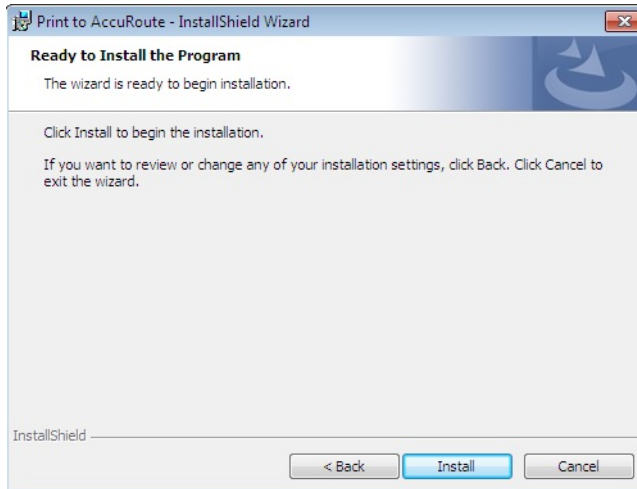 Print to AccuRoute - InstallShield Wizard
Ready to Install the Program
The wizard is ready to begin installation.
Click Install to begin the installation.
If you want to review or change any of your installation settings, click Back. Click Cancel to
exit the wizard.
InstallShield
< Back Install Cancel